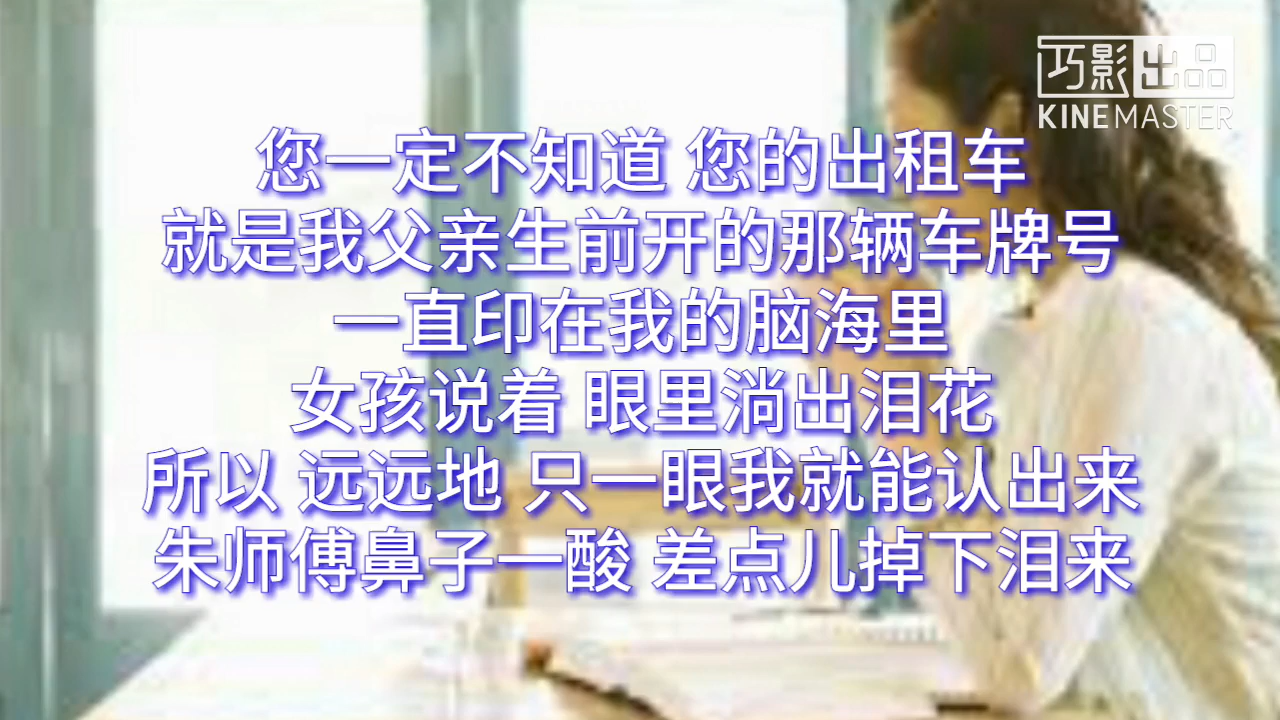 巧影出品
KINEMASTER
您一定不知道 您的出租车
就是我父亲生前开的那辆车牌号
一直印在我的脑海里
女孩说着 眼里淌出泪花
所以 远远地 只一眼我就能认出来
朱师傅鼻子一酸 差点儿掉下泪来